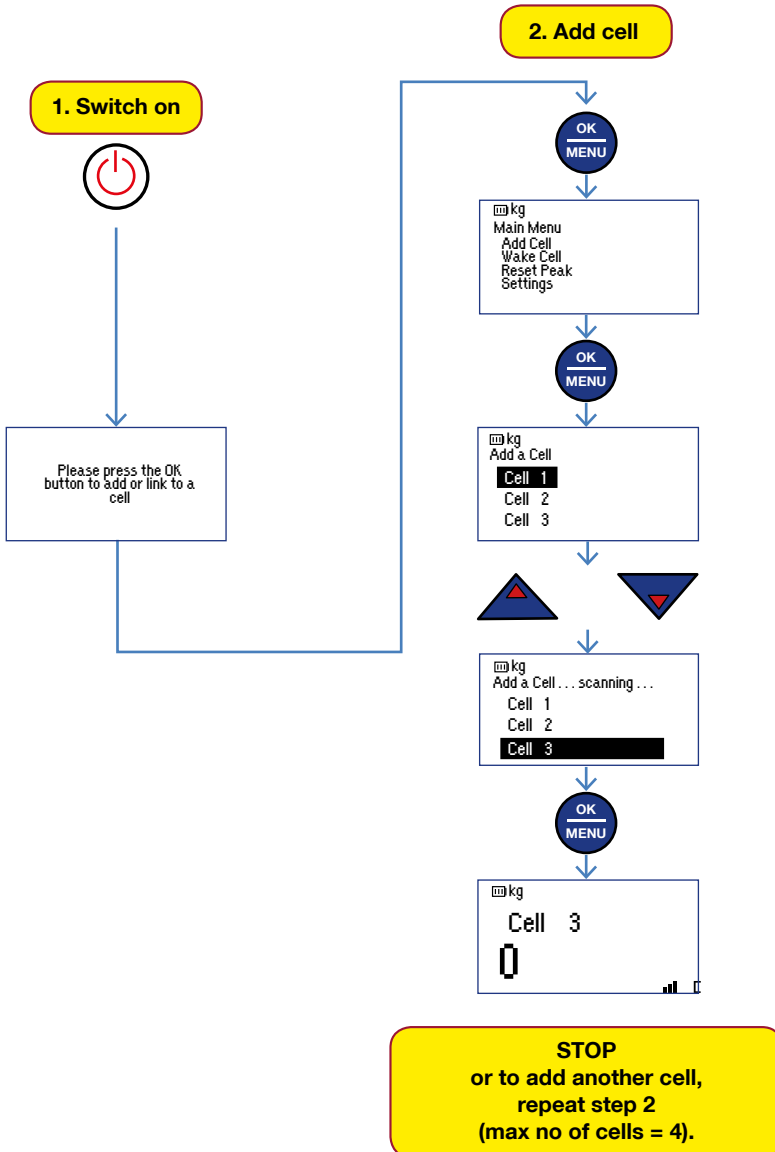 1. Switch on
Please press the OK
button to add or link to a
cell
2. Add cell
OK
MENU
kg
Main Menu
Add Cell
Wake Cell
Reset Peak
Settings
OK
MENU
kg
Add a Cell
Cell 1
Cell 2
Cell 3
kg
Add a Cell . . . scanning . . .
Cell 1
Cell 2
Cell 3
OK
MENU
kg
Cell 3
0
STOP
or to add another cell,
repeat step 2
(max no of cells = 4).